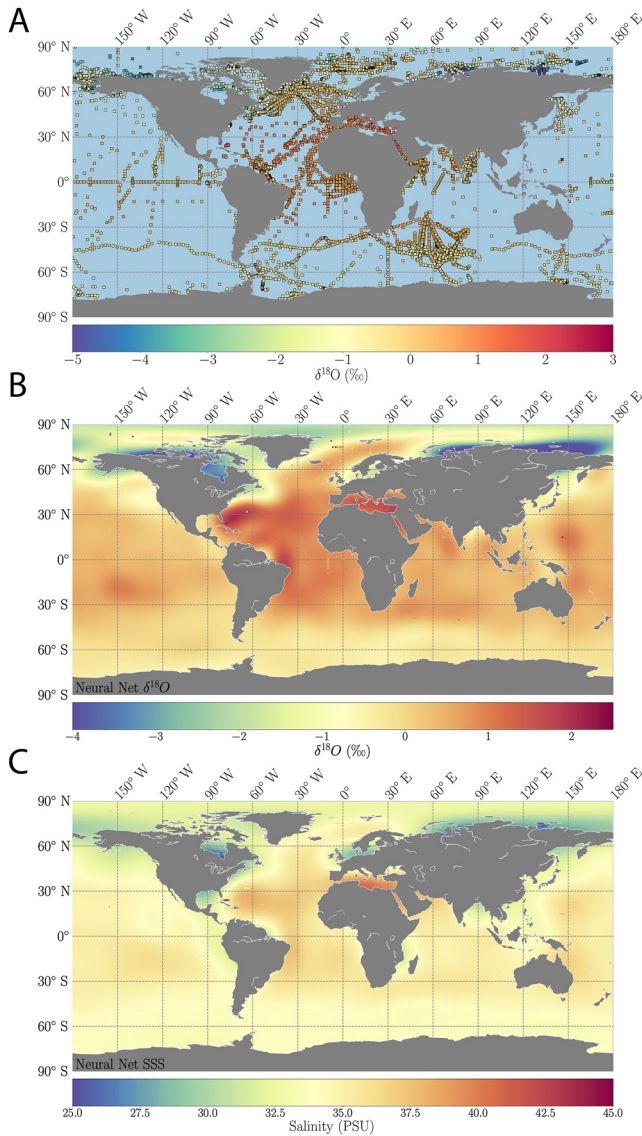 A
150° W 120° W 90° W 60° W 30° W 0° 30° E 60° E 90° E 120° E 150° E 180° E
90° N
60° N
30° N
0°
30° S
60° S
90° S
−5 −4 −3 −2 −1 0 1 2 3
δ¹⁸O (‰)
B
150° W 120° W 90° W 60° W 30° W 0° 30° E 60° E 90° E 120° E 150° E 180° E
90° N
60° N
30° N
0°
30° S
60° S
Neural Net δ¹⁸O
90° S
−4 −3 −2 −1 0 1 2
δ¹⁸O (‰)
C
150° W 120° W 90° W 60° W 30° W 0° 30° E 60° E 90° E 120° E 150° E 180° E
90° N
60° N
30° N
0°
30° S
60° S
Neural Net SSS
90° S
25.0 27.5 30.0 32.5 35.0 37.5 40.0 42.5 45.0
Salinity (PSU)